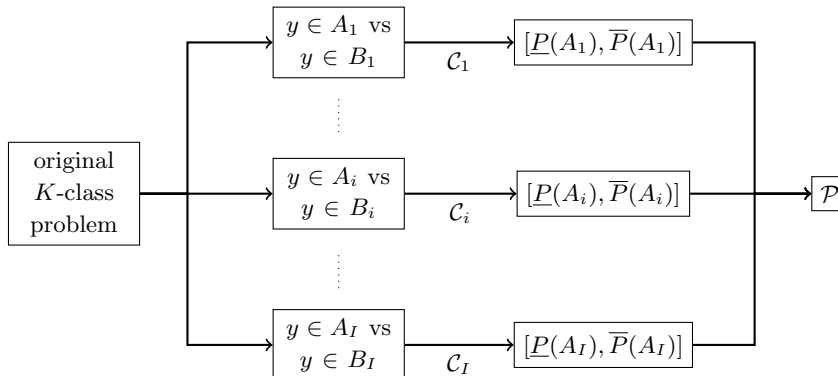 y ∈ A₁ vs
y ∈ B₁
𝒞₁
[P̲(A₁), P̅(A₁)]
original
K-class
problem
y ∈ Aᵢ vs
y ∈ Bᵢ
𝒞ᵢ
[P̲(Aᵢ), P̅(Aᵢ)]
𝒫
y ∈ A_I vs
y ∈ B_I
𝒞_I
[P̲(A_I), P̅(A_I)]